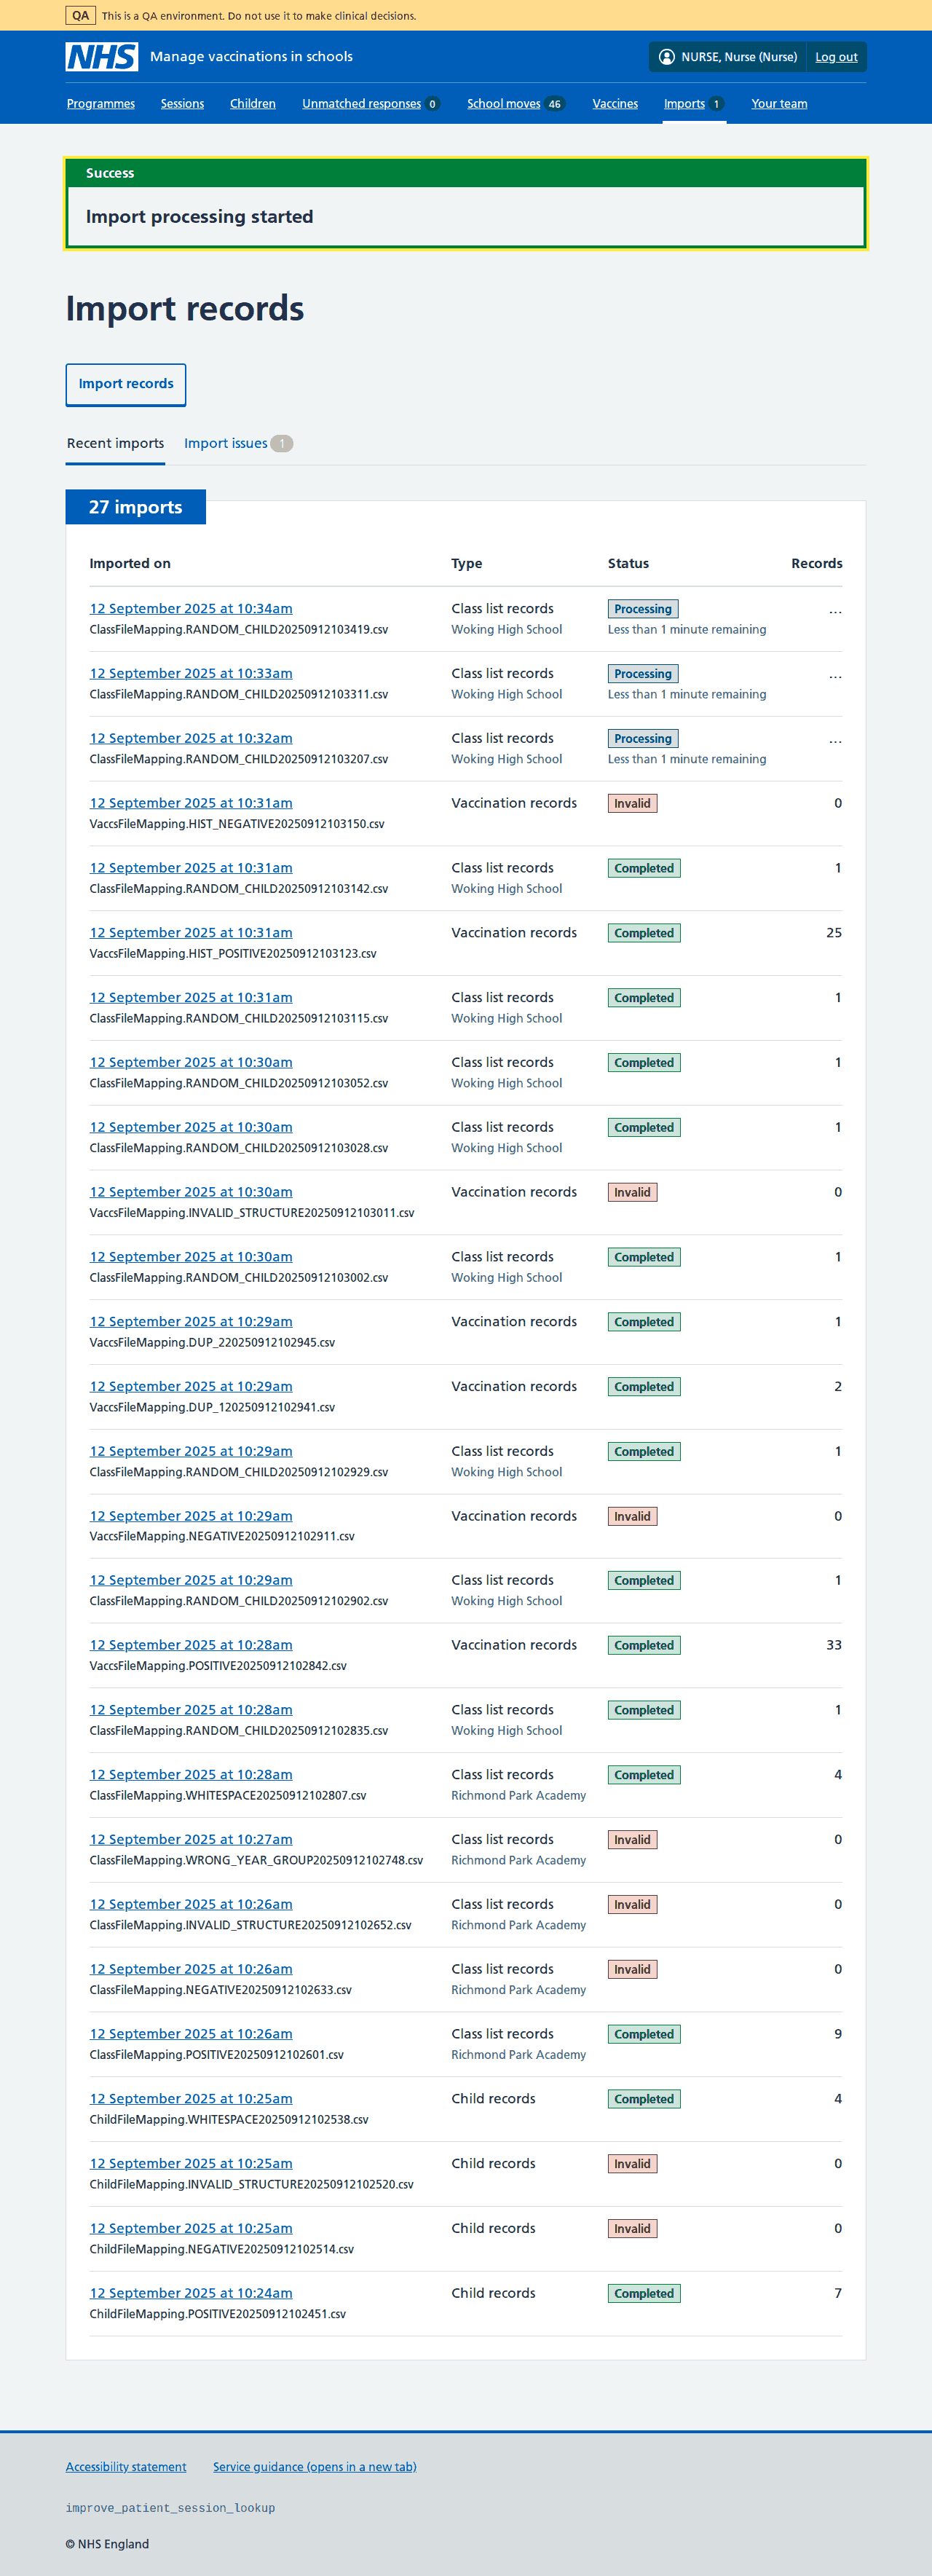 QA This is a QA environment. Do not use it to make clinical decisions.
NHS Manage vaccinations in schools NURSE, Nurse (Nurse) Log out
Programmes Sessions Children Unmatched responses 0 School moves 46 Vaccines Imports 1 Your team
Success
Import processing started
Import records
Import records
Recent imports Import issues 1
27 imports
Imported on Type Status Records
12 September 2025 at 10:34am Class list records Processing ...
ClassFileMapping.RANDOM_CHILD20250912103419.csv Woking High School Less than 1 minute remaining
12 September 2025 at 10:33am Class list records Processing ...
ClassFileMapping.RANDOM_CHILD20250912103311.csv Woking High School Less than 1 minute remaining
12 September 2025 at 10:32am Class list records Processing ...
ClassFileMapping.RANDOM_CHILD20250912103207.csv Woking High School Less than 1 minute remaining
12 September 2025 at 10:31am Vaccination records Invalid 0
VaccsFileMapping.HIST_NEGATIVE20250912103150.csv
12 September 2025 at 10:31am Class list records Completed 1
ClassFileMapping.RANDOM_CHILD20250912103142.csv Woking High School
12 September 2025 at 10:31am Vaccination records Completed 25
VaccsFileMapping.HIST_POSITIVE20250912103123.csv
12 September 2025 at 10:31am Class list records Completed 1
ClassFileMapping.RANDOM_CHILD20250912103115.csv Woking High School
12 September 2025 at 10:30am Class list records Completed 1
ClassFileMapping.RANDOM_CHILD20250912103052.csv Woking High School
12 September 2025 at 10:30am Class list records Completed 1
ClassFileMapping.RANDOM_CHILD20250912103028.csv Woking High School
12 September 2025 at 10:30am Vaccination records Invalid 0
VaccsFileMapping.INVALID_STRUCTURE20250912103011.csv
12 September 2025 at 10:30am Class list records Completed 1
ClassFileMapping.RANDOM_CHILD20250912103002.csv Woking High School
12 September 2025 at 10:29am Vaccination records Completed 1
VaccsFileMapping.DUP_220250912102945.csv
12 September 2025 at 10:29am Vaccination records Completed 2
VaccsFileMapping.DUP_120250912102941.csv
12 September 2025 at 10:29am Class list records Completed 1
ClassFileMapping.RANDOM_CHILD20250912102929.csv Woking High School
12 September 2025 at 10:29am Vaccination records Invalid 0
VaccsFileMapping.NEGATIVE20250912102911.csv
12 September 2025 at 10:29am Class list records Completed 1
ClassFileMapping.RANDOM_CHILD20250912102902.csv Woking High School
12 September 2025 at 10:28am Vaccination records Completed 33
VaccsFileMapping.POSITIVE20250912102842.csv
12 September 2025 at 10:28am Class list records Completed 1
ClassFileMapping.RANDOM_CHILD20250912102835.csv Woking High School
12 September 2025 at 10:28am Class list records Completed 4
ClassFileMapping.WHITESPACE20250912102807.csv Richmond Park Academy
12 September 2025 at 10:27am Class list records Invalid 0
ClassFileMapping.WRONG_YEAR_GROUP20250912102748.csv Richmond Park Academy
12 September 2025 at 10:26am Class list records Invalid 0
ClassFileMapping.INVALID_STRUCTURE20250912102652.csv Richmond Park Academy
12 September 2025 at 10:26am Class list records Invalid 0
ClassFileMapping.NEGATIVE20250912102633.csv Richmond Park Academy
12 September 2025 at 10:26am Class list records Completed 9
ClassFileMapping.POSITIVE20250912102601.csv Richmond Park Academy
12 September 2025 at 10:25am Child records Completed 4
ChildFileMapping.WHITESPACE20250912102538.csv
12 September 2025 at 10:25am Child records Invalid 0
ChildFileMapping.INVALID_STRUCTURE20250912102520.csv
12 September 2025 at 10:25am Child records Invalid 0
ChildFileMapping.NEGATIVE20250912102514.csv
12 September 2025 at 10:24am Child records Completed 7
ChildFileMapping.POSITIVE20250912102451.csv
Accessibility statement Service guidance (opens in a new tab)
improve_patient_session_lookup
© NHS England